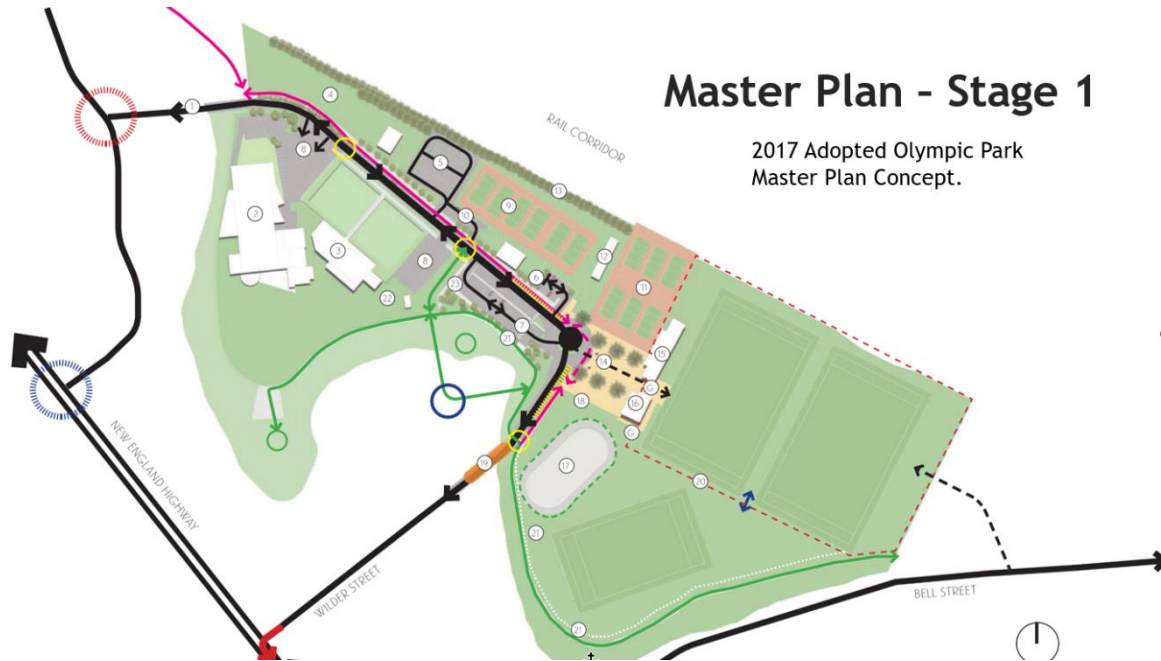 Master Plan – Stage 1
2017 Adopted Olympic Park
Master Plan Concept.
RAIL CORRIDOR
1
4
8
5
13
2
9
10
3
12
8
6
11
23
22
7
21
14
15
G
16
18
G
19
17
20
21
21
NEW ENGLAND HIGHWAY
WILDER STREET
BELL STREET